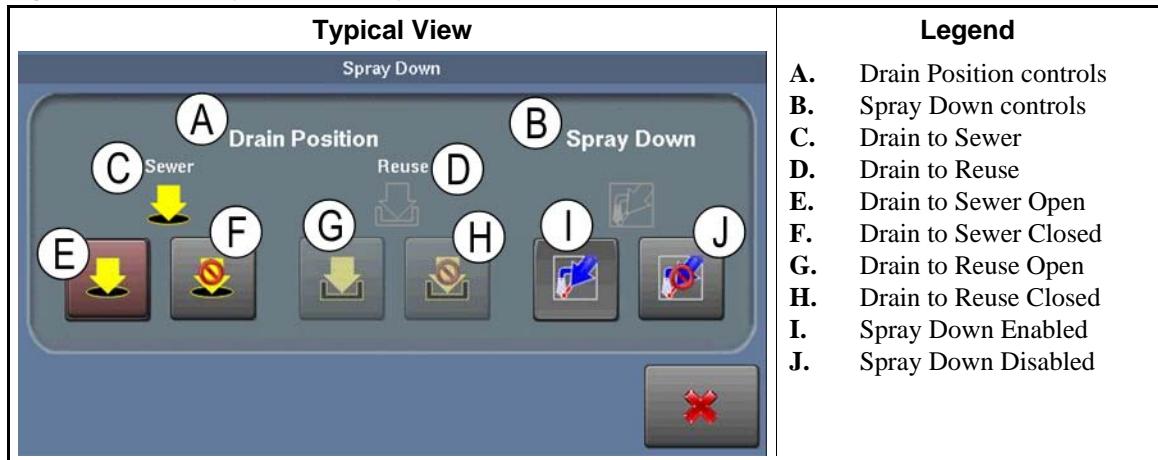 Typical View
Spray Down
A
Drain Position
B
Spray Down
C
Sewer
Reuse
D
E
F
G
H
I
J
Legend
A. Drain Position controls
B. Spray Down controls
C. Drain to Sewer
D. Drain to Reuse
E. Drain to Sewer Open
F. Drain to Sewer Closed
G. Drain to Reuse Open
H. Drain to Reuse Closed
I. Spray Down Enabled
J. Spray Down Disabled